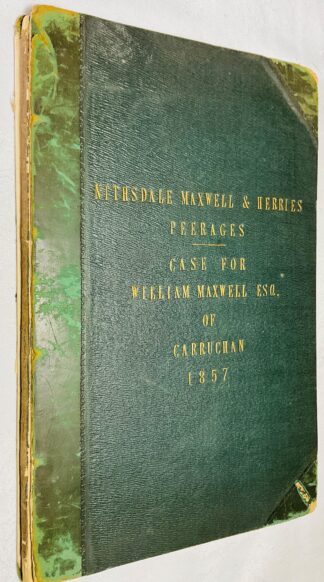 NITHSDALE MAXWELL & HERRIES
PEERAGES
CASE FOR
WILLIAM MAXWELL ESQ.
OF
CARRUCHAN
1857